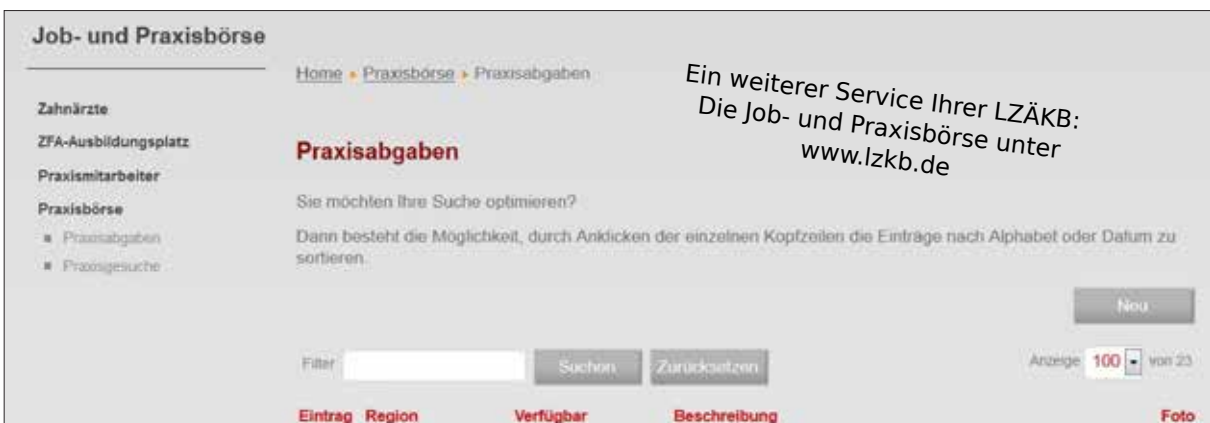 Job- und Praxisbörse
Zahnärzte
ZFA-Ausbildungsplatz
Praxismitarbeiter
Praxisbörse
Praxisabgaben
Praxisgesuche
Home Praxisbörse Praxisabgaben
Ein weiterer Service Ihrer LZÄKB:
Die Job- und Praxisbörse unter
www.lzkb.de
Praxisabgaben
Sie möchten Ihre Suche optimieren?
Dann besteht die Möglichkeit, durch Anklicken der einzelnen Kopfzeilen die Einträge nach Alphabet oder Datum zu
sortieren.
Neu
Filter Suchen Zurücksetzen Anzeige 100 von 23
Eintrag Region Verfügbar Beschreibung Foto